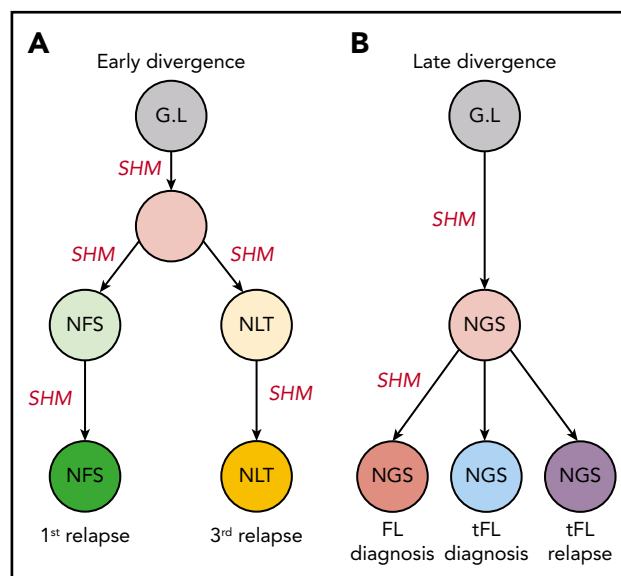 A
Early divergence
G.L
SHM
SHM
SHM
NFS
NLT
SHM
SHM
NFS
NLT
1st relapse
3rd relapse
B
Late divergence
G.L
SHM
NGS
SHM
NGS
NGS
NGS
FL
diagnosis
tFL
diagnosis
tFL
relapse